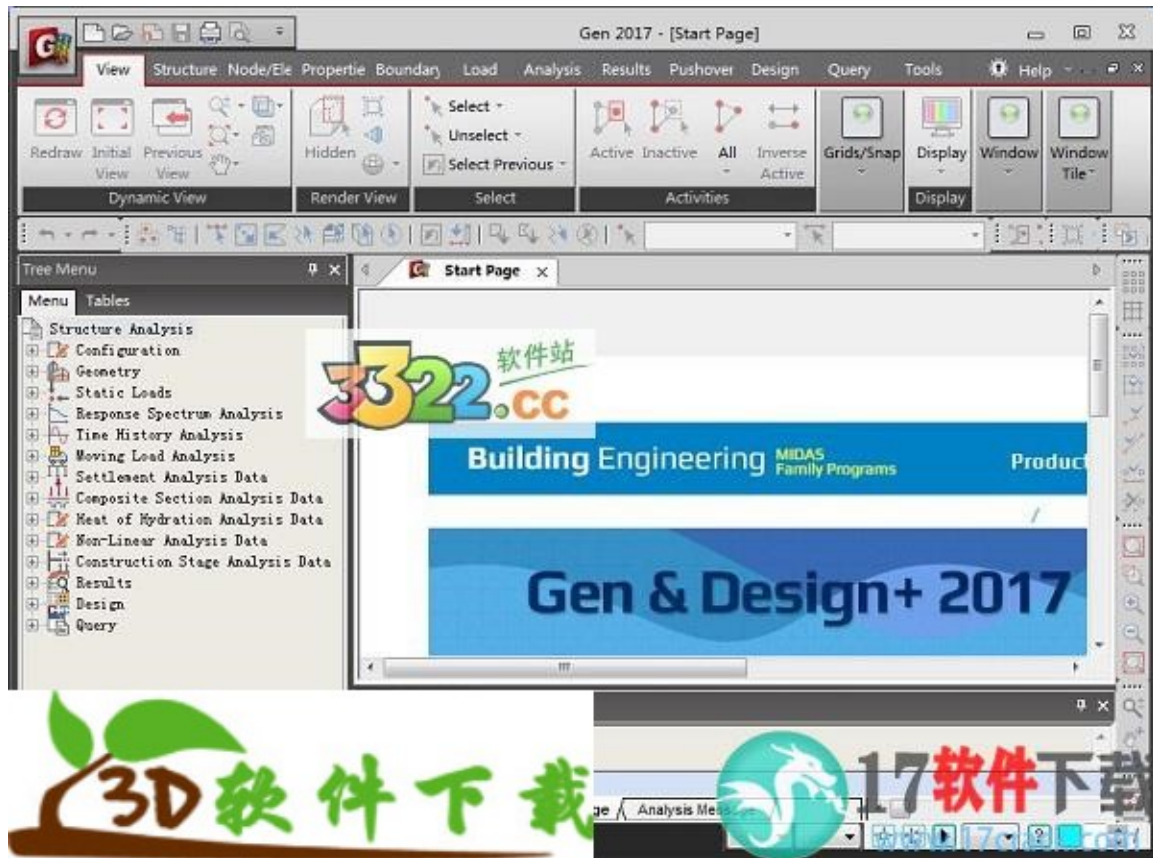 Gen 2017 - [Start Page]
View Structure Node/Ele Propertie Boundary Load Analysis Results Pushover Design Query Tools Help
Redraw Initial View Previous View
Dynamic View
Hidden
Render View
Select
Unselect
Select Previous
Select
Active Inactive All Inverse Active
Activities
Grids/Snap
Display
Display
Window
Window Tile
Tree Menu
Menu Tables
Start Page
Structure Analysis
Configuration
Geometry
Static Loads
Response Spectrum Analysis
Time History Analysis
Moving Load Analysis
Settlement Analysis Data
Composite Section Analysis Data
Heat of Hydration Analysis Data
Non-Linear Analysis Data
Construction Stage Analysis Data
Results
Design
Query
3322.cc 软件站
Building Engineering MIDAS Family Programs
Product
Gen & Design+ 2017
3D软件下载
ge Analysis Mess
17软件下载